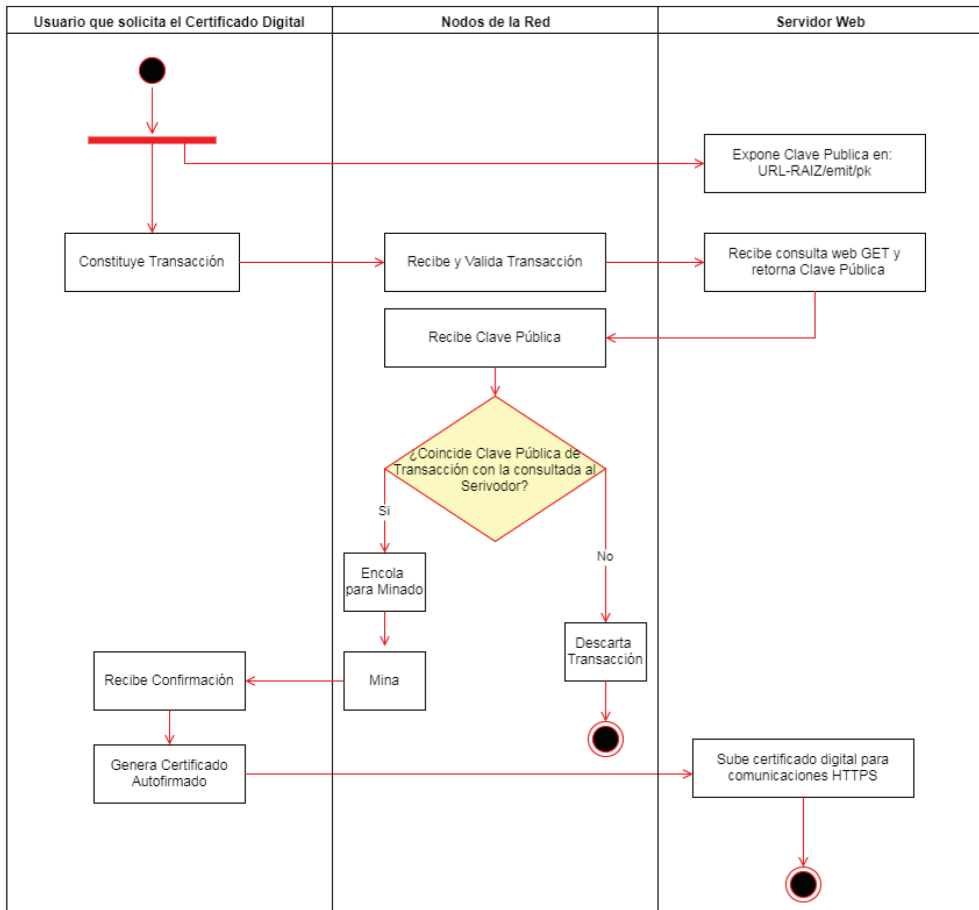 Usuario que solicita el Certificado Digital
Nodos de la Red
Servidor Web
Expone Clave Publica en:
URL-RAIZ/emit/pk
Constituye Transacción
Recibe y Valida Transacción
Recibe consulta web GET y
retorna Clave Pública
Recibe Clave Pública
¿Coincide Clave Pública de
Transacción con la consultada al
Serivodor?
Si
No
Encola
para Minado
Descarta
Transacción
Recibe Confirmación
Mina
Genera Certificado
Autofirmado
Sube certificado digital para
comunicaciones HTTPS